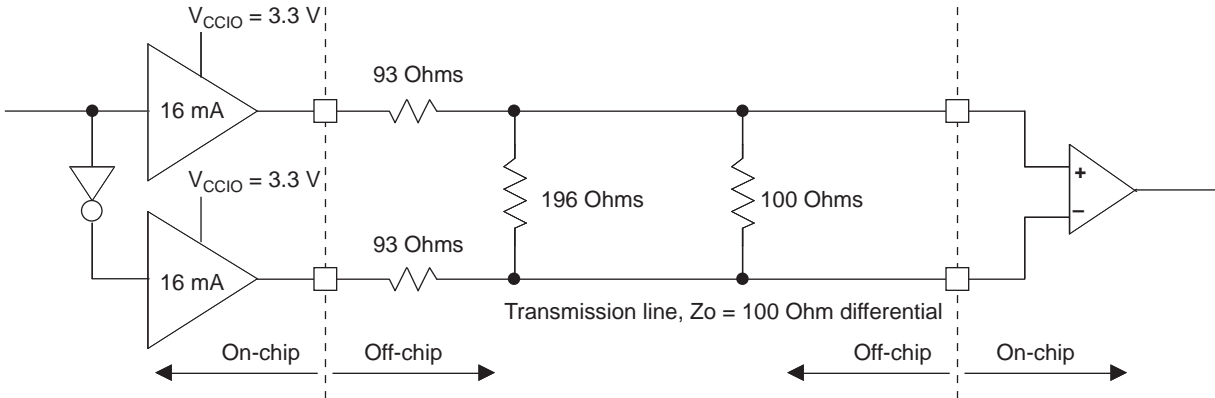 VCCIO = 3.3 V
93 Ohms
16 mA
VCCIO = 3.3 V
196 Ohms
100 Ohms
+
–
93 Ohms
16 mA
Transmission line, Zo = 100 Ohm differential
On-chip
Off-chip
Off-chip
On-chip